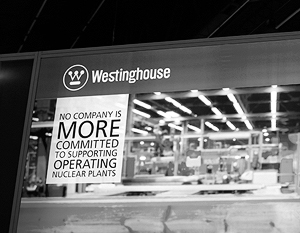 Westinghouse
NO COMPANY IS
MORE
COMMITTED
TO SUPPORTING
OPERATING
NUCLEAR PLANTS